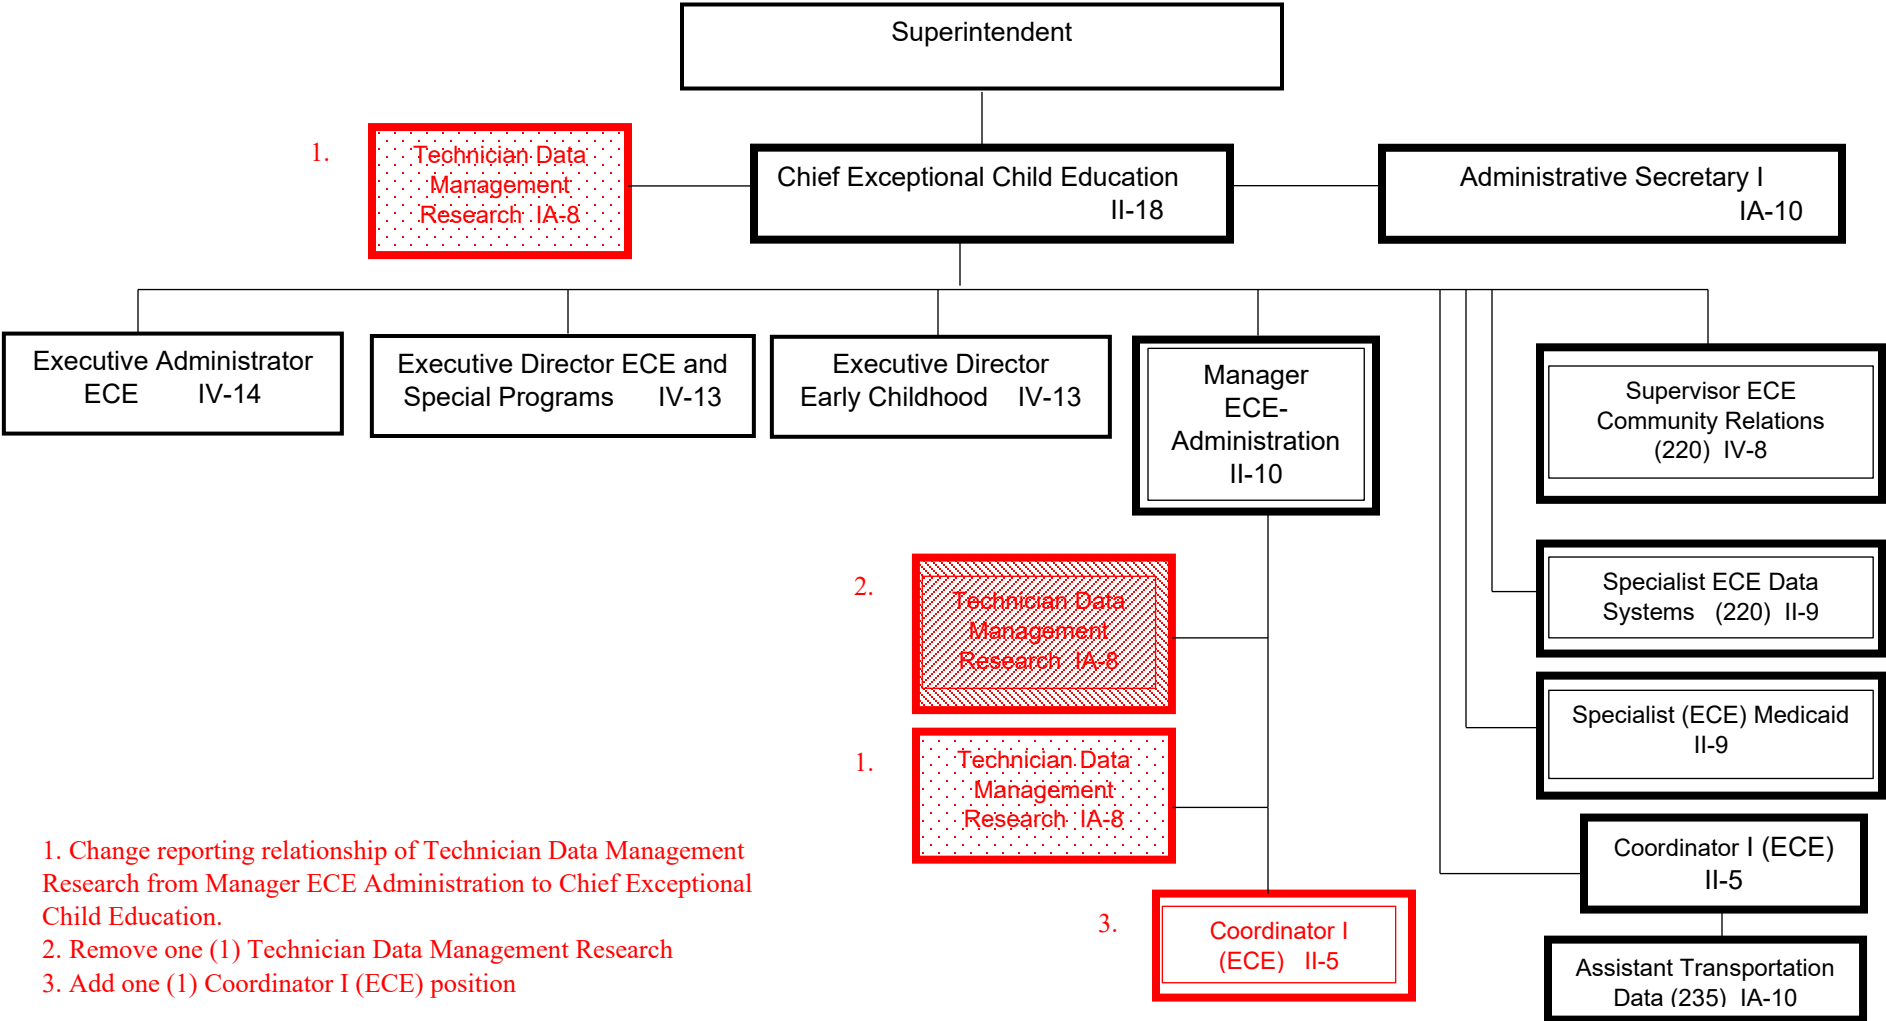 Superintendent
1.
Technician Data
Management
Research IA-8
Chief Exceptional Child Education
II-18
Administrative Secretary I
IA-10
Executive Administrator
ECE IV-14
Executive Director ECE and
Special Programs IV-13
Executive Director
Early Childhood IV-13
Manager
ECE-
Administration
II-10
Supervisor ECE
Community Relations
(220) IV-8
2.
Technician Data
Management
Research IA-8
Specialist ECE Data
Systems (220) II-9
Specialist (ECE) Medicaid
II-9
1.
Technician Data
Management
Research IA-8
Coordinator I (ECE)
II-5
3.
Coordinator I
(ECE) II-5
Assistant Transportation
Data (235) IA-10
1. Change reporting relationship of Technician Data Management
Research from Manager ECE Administration to Chief Exceptional
Child Education.
2. Remove one (1) Technician Data Management Research
3. Add one (1) Coordinator I (ECE) position